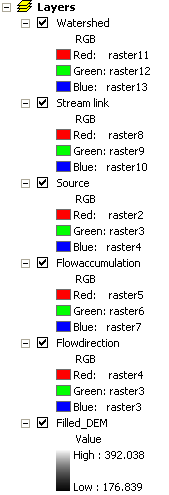 Layers
Watershed
RGB
Red: raster11
Green: raster12
Blue: raster13
Stream link
RGB
Red: raster8
Green: raster9
Blue: raster10
Source
RGB
Red: raster2
Green: raster3
Blue: raster4
Flowaccumulation
RGB
Red: raster5
Green: raster6
Blue: raster7
Flowdirection
RGB
Red: raster4
Green: raster3
Blue: raster3
Filled_DEM
Value
High : 392.038
Low : 176.839